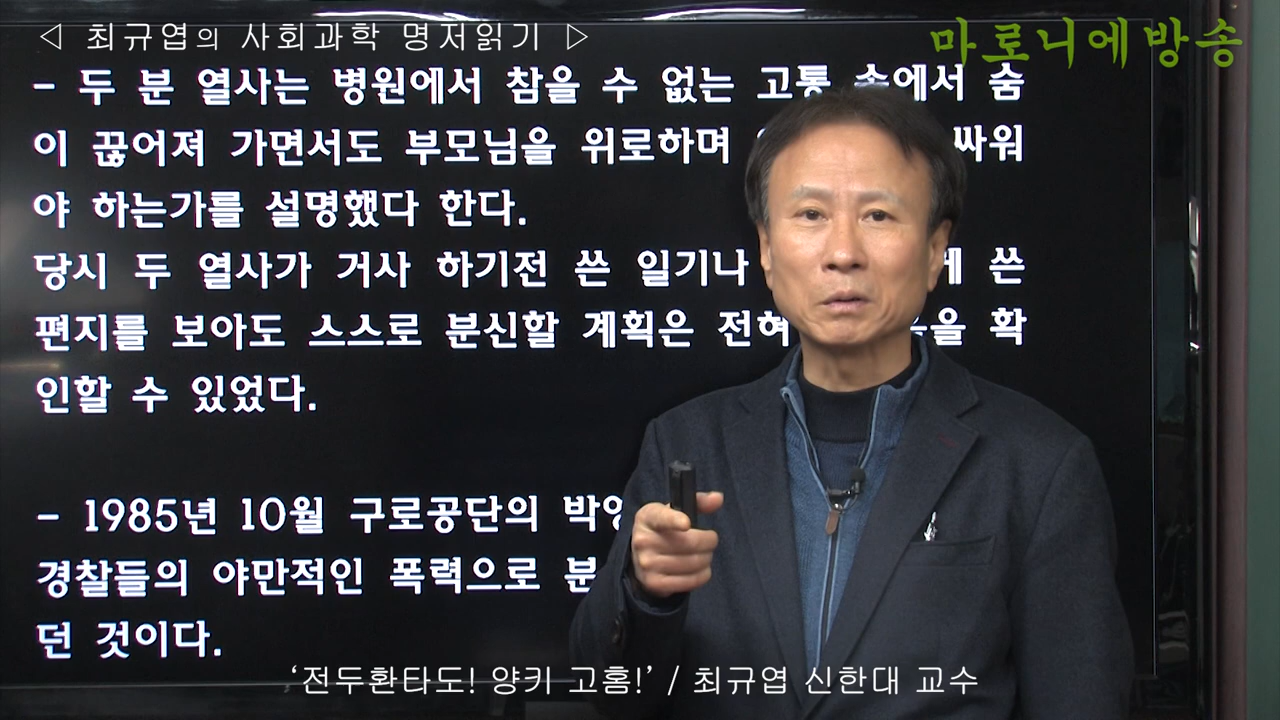 ◁ 최규엽의 사회과학 명저읽기 ▷
마로니에방송
- 두 분 열사는 병원에서 참을 수 없는 고통 속에서 숨
이 끊어져 가면서도 부모님을 위로하며 싸워
야 하는가를 설명했다 한다.
당시 두 열사가 거사 하기전 쓴 일기나 쓴
편지를 보아도 스스로 분신할 계획은 확
인할 수 있었다.
- 1985년 10월 구로공단의
경찰들의 야만적인 폭력으로
던 것이다.
‘전두환타도! 양키 고홈!’ / 최규엽 신한대 교수